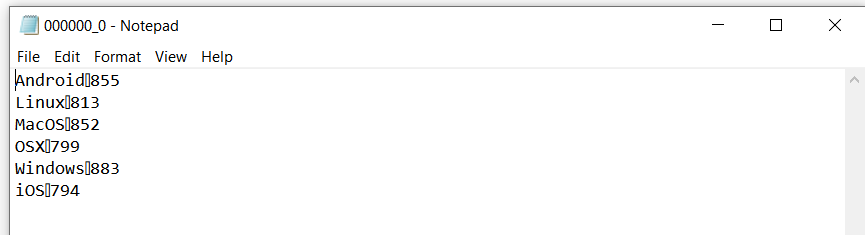 000000_0 - Notepad
File Edit Format View Help
Android▯855
Linux▯813
MacOS▯852
OSX▯799
Windows▯883
iOS▯794